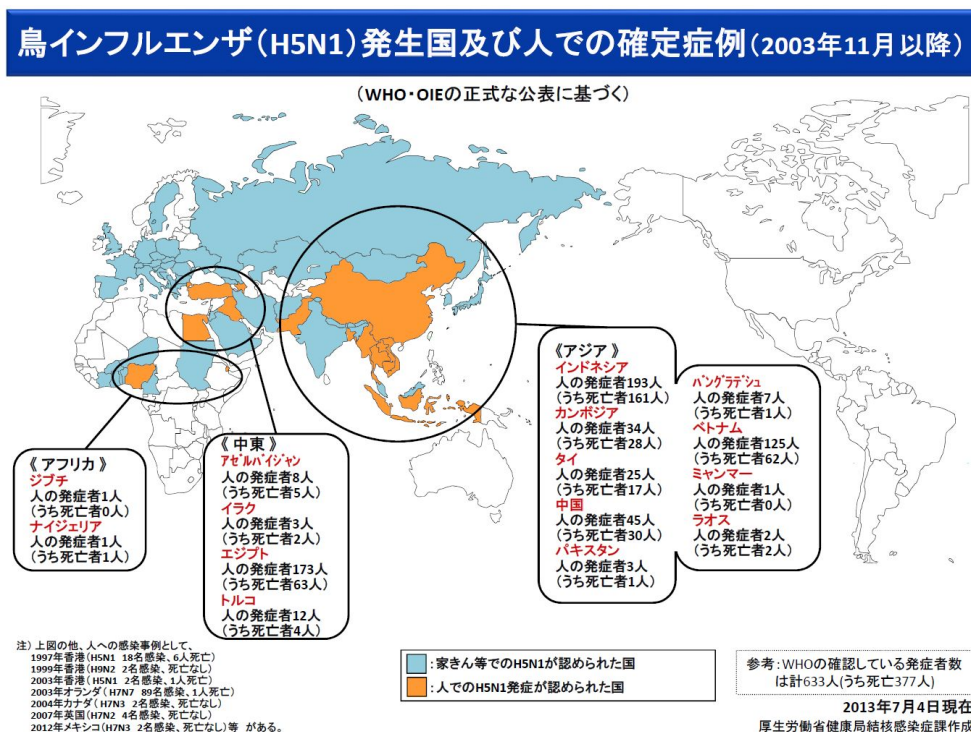 鳥インフルエンザ(H5N1)発生国及び人での確定症例(2003年11月以降)
(WHO・OIEの正式な公表に基づく)
《アジア》
インドネシア
人の発症者193人
(うち死亡者161人)
カンボジア
人の発症者34人
(うち死亡者28人)
タイ
人の発症者25人
(うち死亡者17人)
中国
人の発症者45人
(うち死亡者30人)
パキスタン
人の発症者3人
(うち死亡者1人)
バングラデシュ
人の発症者7人
(うち死亡者1人)
ベトナム
人の発症者125人
(うち死亡者62人)
ミャンマー
人の発症者1人
(うち死亡者0人)
ラオス
人の発症者2人
(うち死亡者2人)
《中東》
アゼルバイジャン
人の発症者8人
(うち死亡者5人)
イラク
人の発症者3人
(うち死亡者2人)
エジプト
人の発症者173人
(うち死亡者63人)
トルコ
人の発症者12人
(うち死亡者4人)
《アフリカ》
ジブチ
人の発症者1人
(うち死亡者0人)
ナイジェリア
人の発症者1人
(うち死亡者1人)
注)上図の他、人への感染事例として、
1997年香港(H5N1 18名感染、6人死亡)
1999年香港(H9N2 2名感染、死亡なし)
2003年香港(H5N1 2名感染、1人死亡)
2003年オランダ(H7N7 89名感染、1人死亡)
2004年カナダ(H7N3 2名感染、死亡なし)
2007年英国(H7N2 4名感染、死亡なし)
2012年メキシコ(H7N3 2名感染、死亡なし)等 がある。
:家きん等でのH5N1が認められた国
:人でのH5N1発症が認められた国
参考:WHOの確認している発症者数
は計633人(うち死亡377人)
2013年7月4日現在
厚生労働省健康局結核感染症課作成